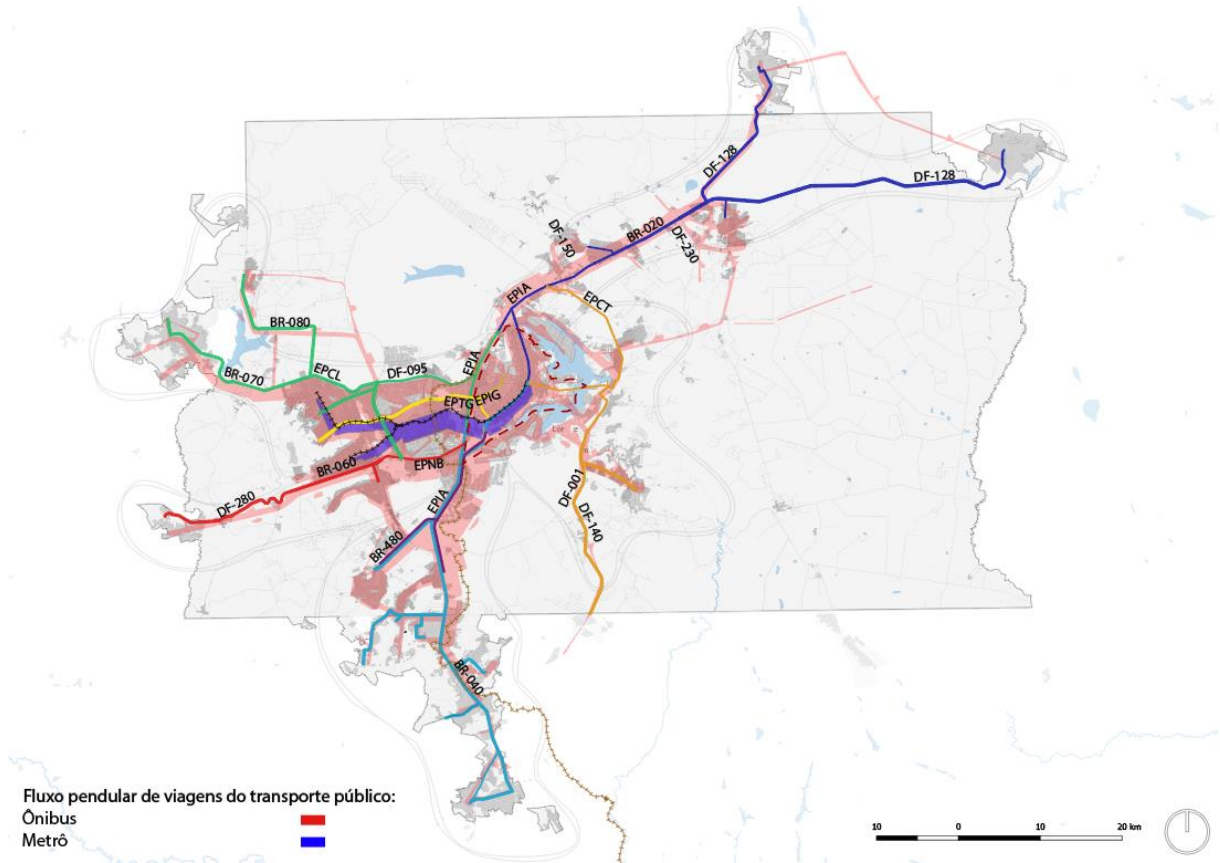 DF-128
DF-128
BR-020
DF-150
DF-230
EPIA
EPCT
BR-080
EPCL
DF-095
EPIA
BR-070
EPTG
EPIG
BR-060
EPNB
DF-280
EPIA
DF-001
DF-140
BR-480
BR-040
Fluxo pendular de viagens do transporte público:
Ônibus
Metrô
10 0 10 20 km